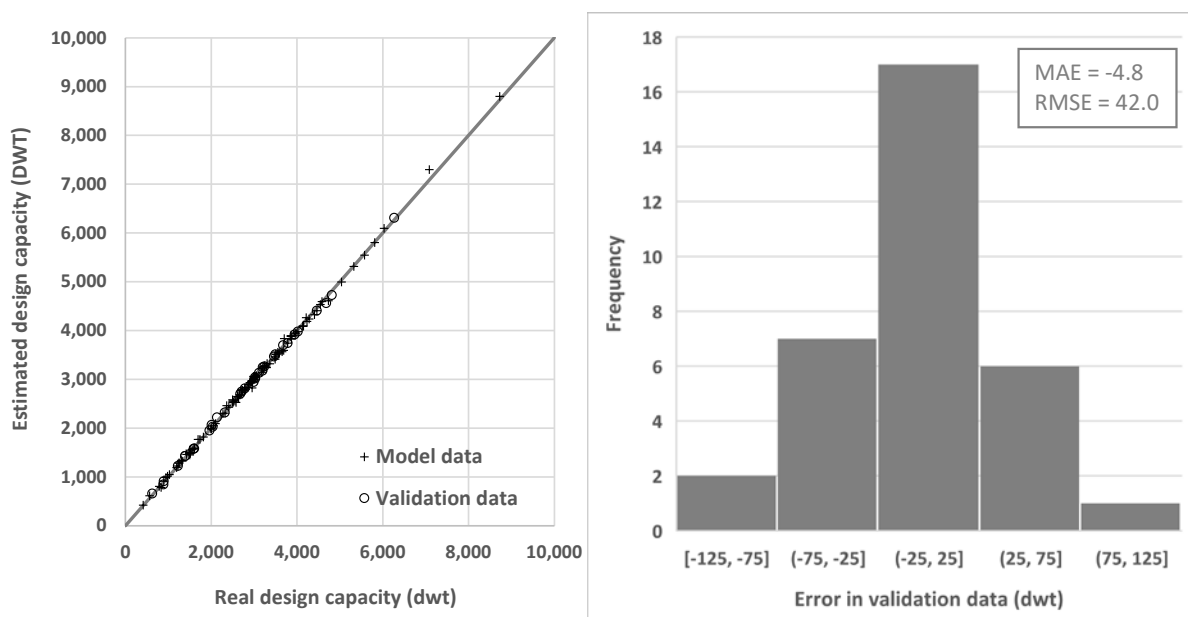 10,000
9,000
8,000
7,000
6,000
5,000
4,000
3,000
2,000
1,000
0
Estimated design capacity (DWT)
+ Model data
○ Validation data
0 2,000 4,000 6,000 8,000 10,000
Real design capacity (dwt)
18
16
14
12
10
8
6
4
2
0
Frequency
MAE = -4.8
RMSE = 42.0
[-125, -75] (-75, -25] (-25, 25] (25, 75] (75, 125]
Error in validation data (dwt)